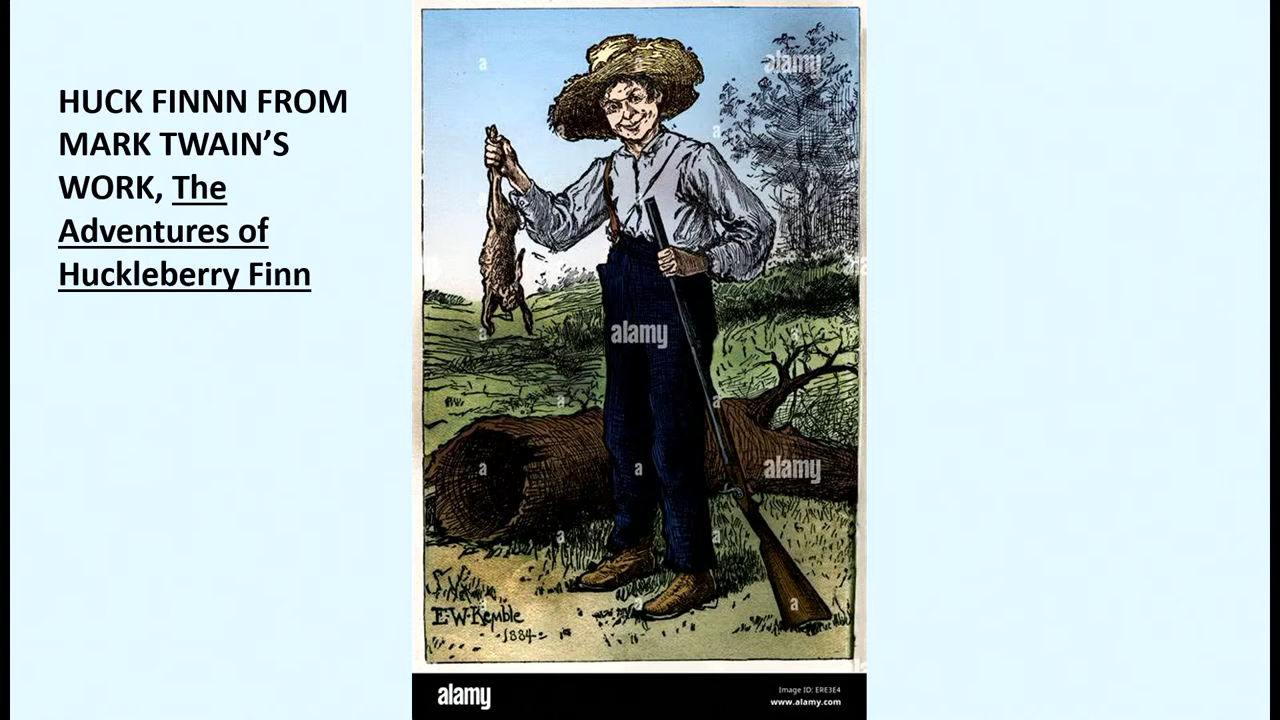 HUCK FINNN FROM
MARK TWAIN’S
WORK, The
Adventures of
Huckleberry Finn
a
a
alamy
a
a
a
alamy
a
a
a
a
a
a
alamy
a
a
a
a
E·W·Kemble
1884
alamy
Image ID: ERE3E4
www.alamy.com